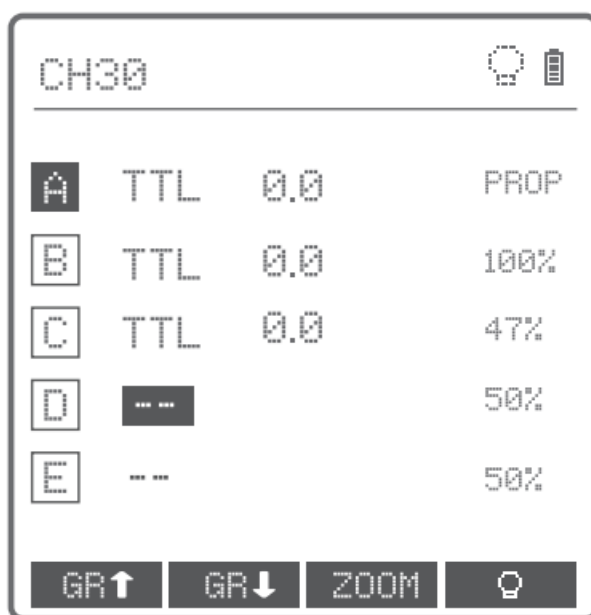 CH30
A TTL 0.0 PROP
B TTL 0.0 100%
C TTL 0.0 47%
D -- 50%
E -- 50%
GR↑ GR↓ ZOOM